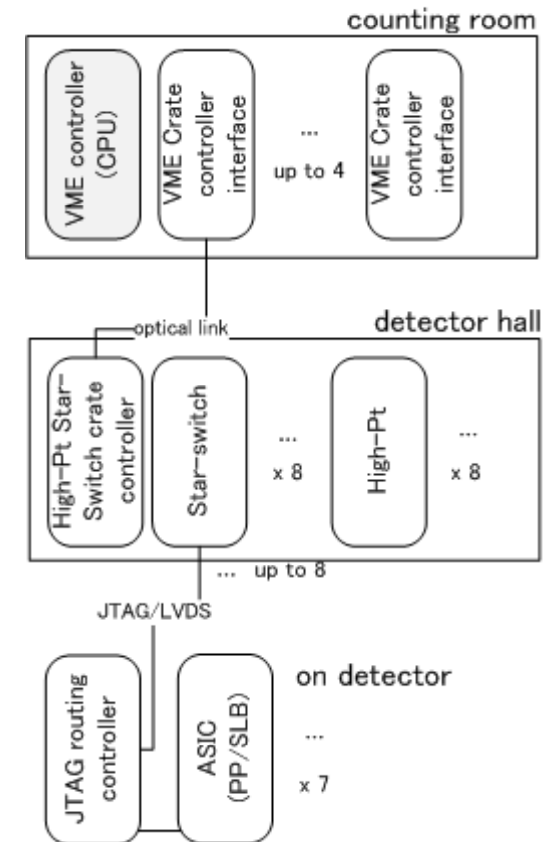 counting room
VME controller
(CPU)
VME Crate
controller
interface
...
up to 4
VME Crate
controller
interface
optical link
detector hall
High-Pt Star-
Switch crate
controller
Star-switch
...
x 8
High-Pt
...
x 8
... up to 8
JTAG/LVDS
on detector
JTAG routing
controller
ASIC
(PP/SLB)
...
x 7